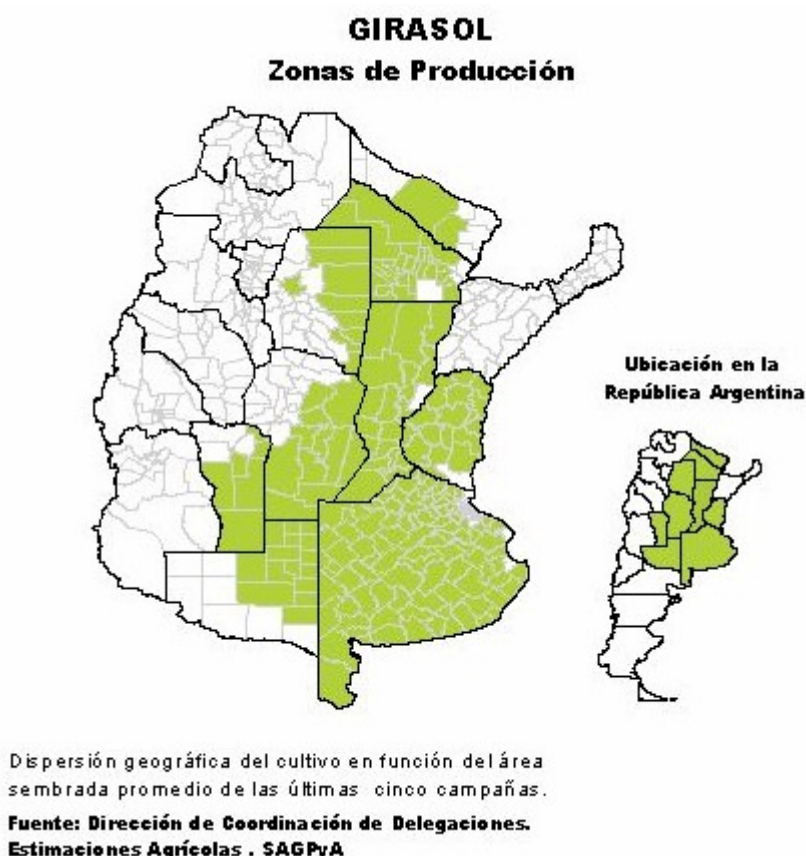 GIRASOL
Zonas de Producción
Ubicación en la
República Argentina
Dispersión geográfica del cultivo en función del área
sembrada promedio de las últimas cinco campañas.
Fuente: Dirección de Coordinación de Delegaciones.
Estimaciones Agrícolas . SAGPyA